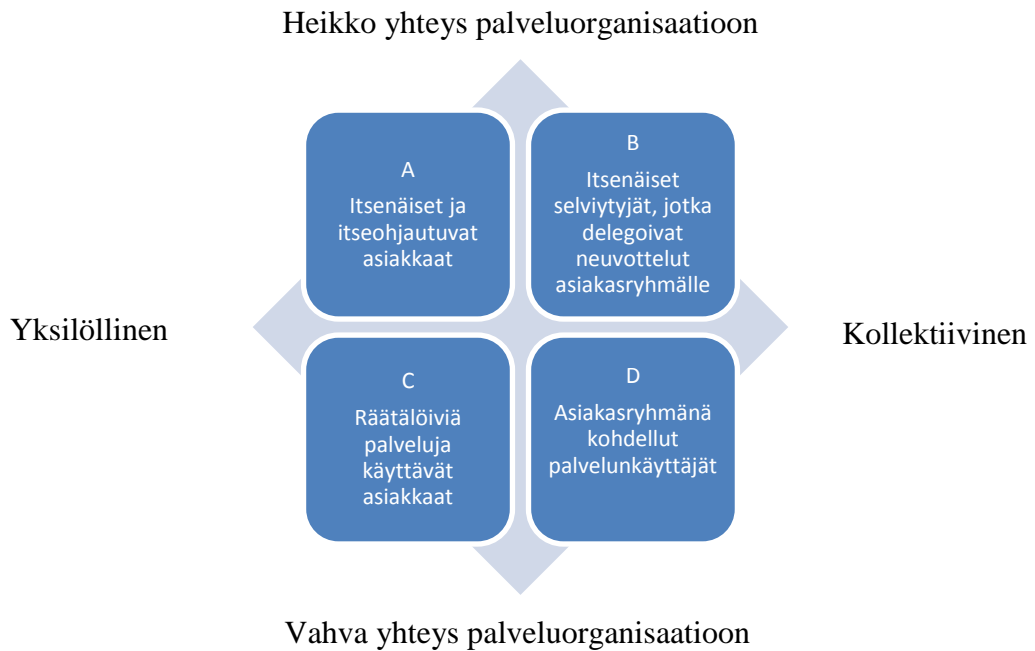 Heikko yhteys palveluorganisaatioon
A
Itsenäiset ja
itseohjautuvat
asiakkaat
B
Itsenäiset
selviytyjät, jotka
delegoivat
neuvottelut
asiakasryhmälle
Yksilöllinen
Kollektiivinen
C
Räätälöiviä
palveluja
käyttävät
asiakkaat
D
Asiakasryhmänä
kohdellut
palvelunkäyttäjät
Vahva yhteys palveluorganisaatioon